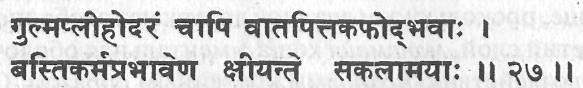 गुल्मप्लीहोदरं चापि वातपित्तकफोद्भवाः ।
बस्तिकर्मप्रभावेण क्षीयन्ते सकलामयाः ॥ २७ ॥